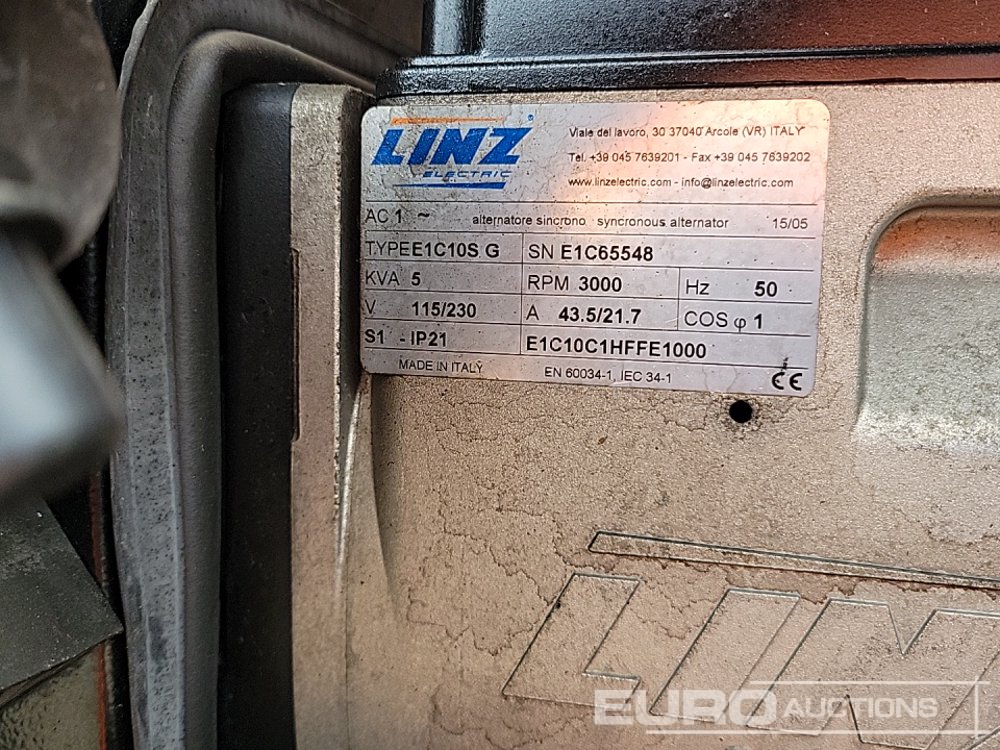 LINZ ®
ELECTRIC
Viale del lavoro, 30 37040 Arcole (VR) ITALY
Tel. +39 045 7639201 - Fax +39 045 7639202
www.linzelectric.com - info@linzelectric.com
AC 1 ~ alternatore sincrono syncronous alternator 15/05
TYPE E1C10S G SN E1C65548
KVA 5 RPM 3000 Hz 50
V 115/230 A 43.5/21.7 COS φ 1
S1 - IP21 E1C10C1HFFE1000
MADE IN ITALY EN 60034-1, IEC 34-1 CE
LINZ
EURO AUCTIONS